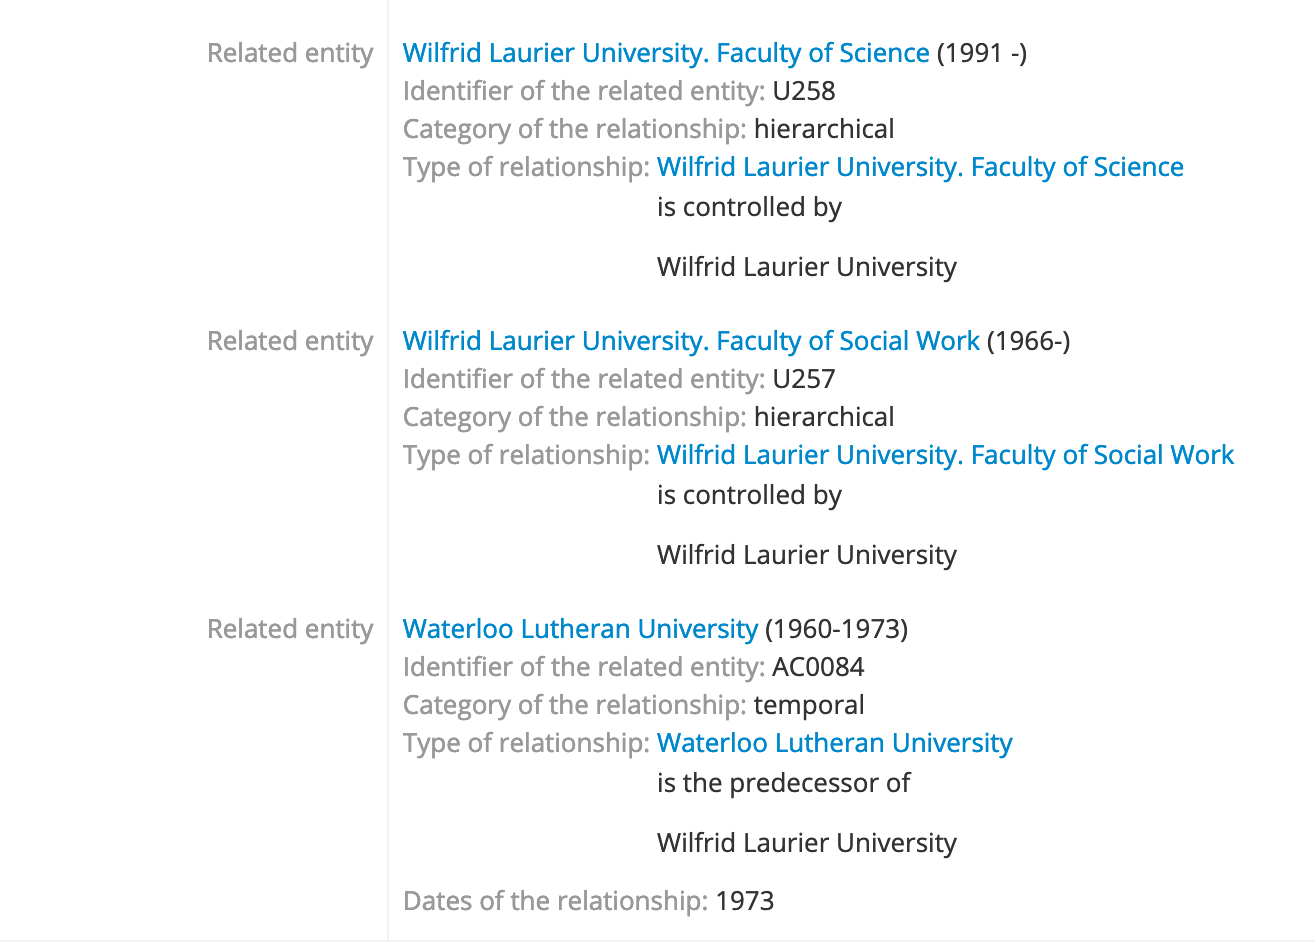 Related entity Wilfrid Laurier University. Faculty of Science (1991 -)
Identifier of the related entity: U258
Category of the relationship: hierarchical
Type of relationship: Wilfrid Laurier University. Faculty of Science
is controlled by
Wilfrid Laurier University
Related entity Wilfrid Laurier University. Faculty of Social Work (1966-)
Identifier of the related entity: U257
Category of the relationship: hierarchical
Type of relationship: Wilfrid Laurier University. Faculty of Social Work
is controlled by
Wilfrid Laurier University
Related entity Waterloo Lutheran University (1960-1973)
Identifier of the related entity: AC0084
Category of the relationship: temporal
Type of relationship: Waterloo Lutheran University
is the predecessor of
Wilfrid Laurier University
Dates of the relationship: 1973